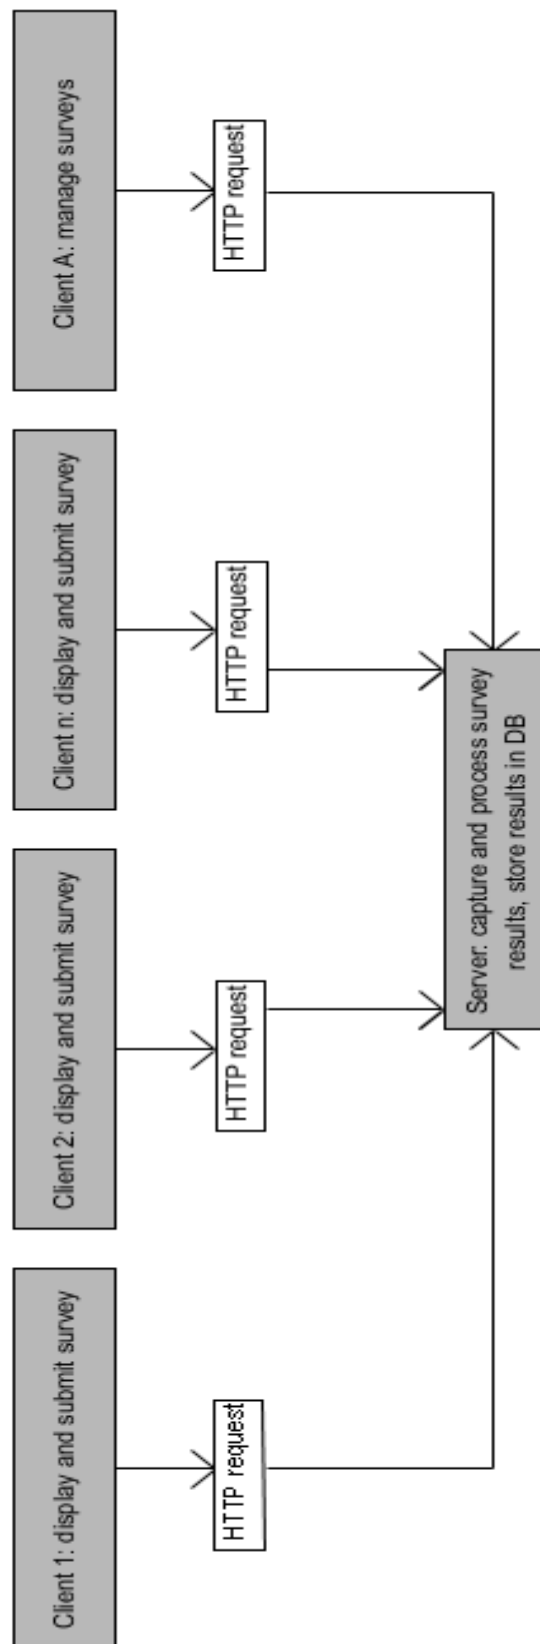 Client A: manage surveys
HTTP request
Client n: display and submit survey
HTTP request
Client 2: display and submit survey
HTTP request
Client 1: display and submit survey
HTTP request
Server: capture and process survey
results, store results in DB